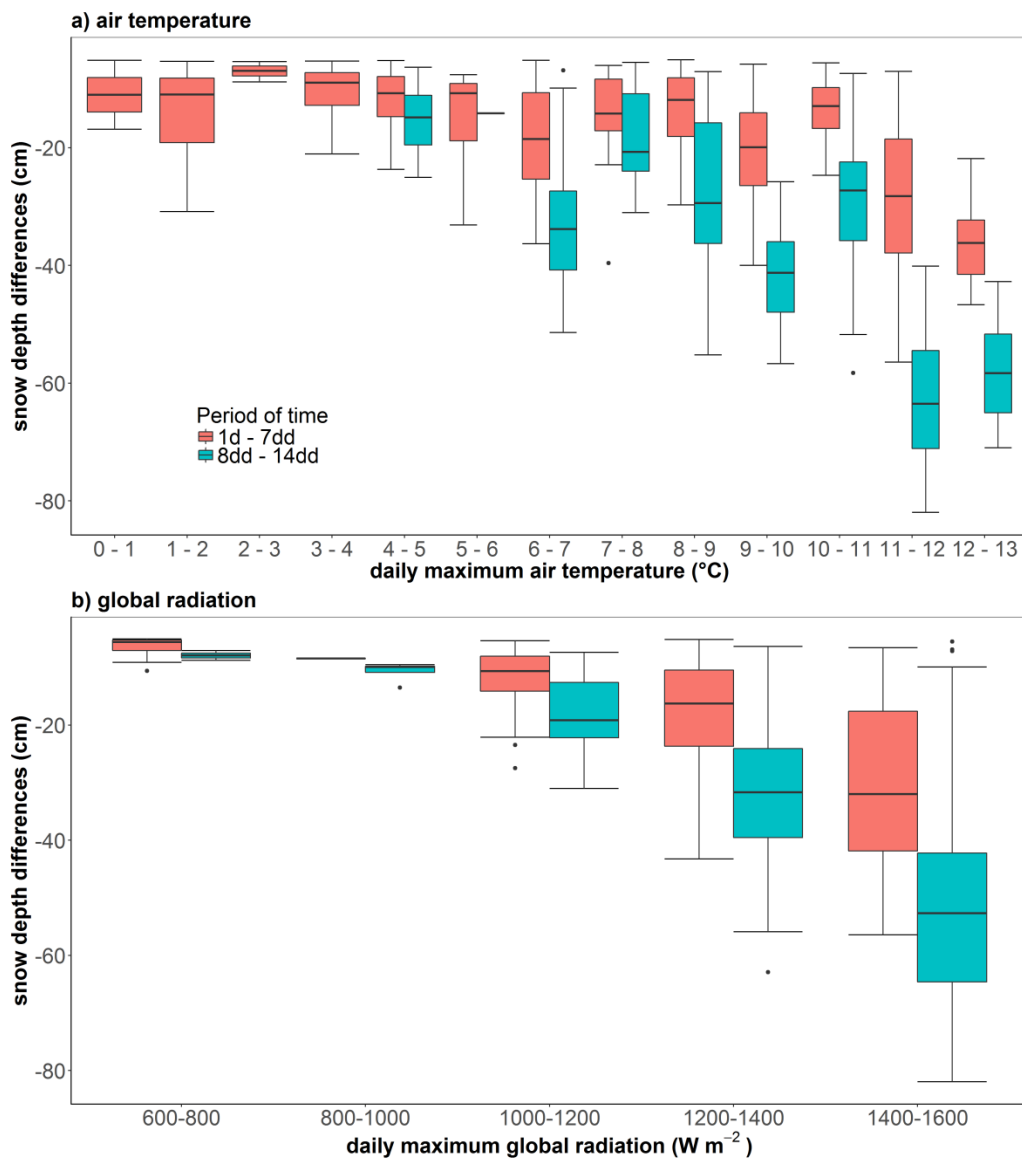 a) air temperature
snow depth differences (cm)
-20
-40
-60
-80
Period of time
1d - 7dd
8dd - 14dd
0 - 1 1 - 2 2 - 3 3 - 4 4 - 5 5 - 6 6 - 7 7 - 8 8 - 9 9 - 10 10 - 11 11 - 12 12 - 13
daily maximum air temperature (°C)
b) global radiation
snow depth differences (cm)
-20
-40
-60
-80
600-800 800-1000 1000-1200 1200-1400 1400-1600
daily maximum global radiation (W m⁻²)